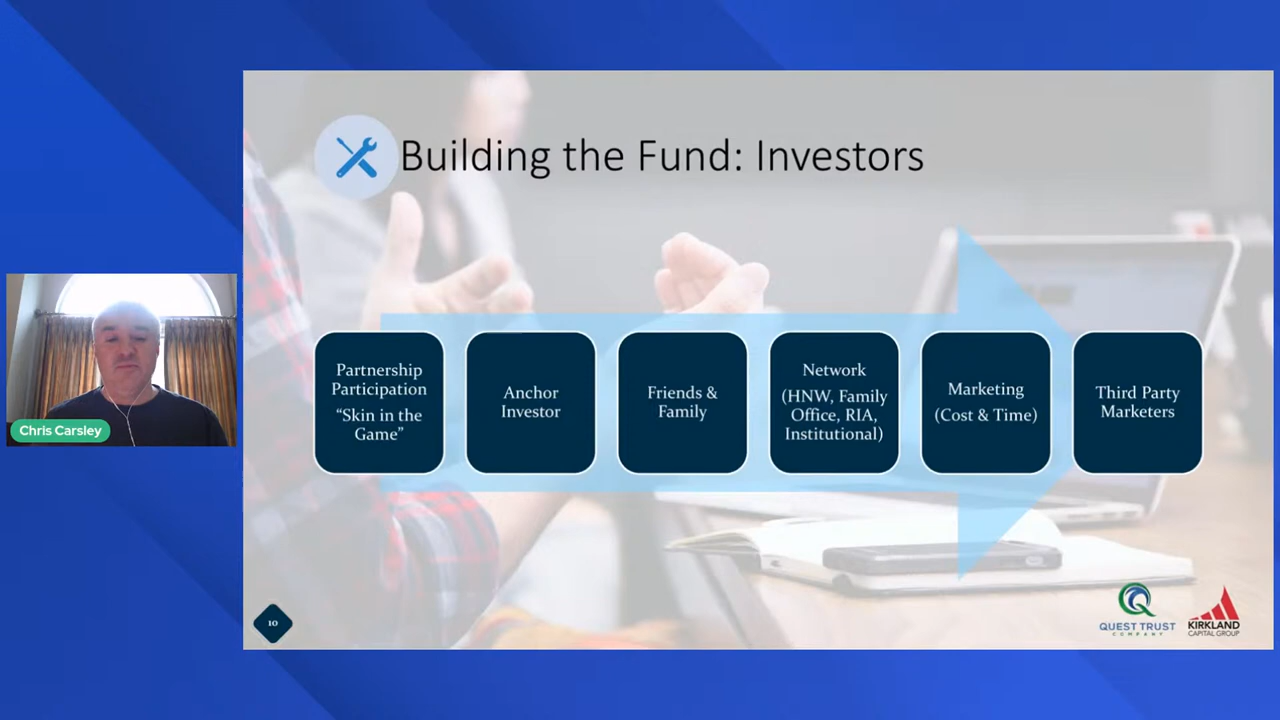 Building the Fund: Investors
Partnership
Participation
“Skin in the
Game”
Anchor
Investor
Friends &
Family
Network
(HNW, Family
Office, RIA,
Institutional)
Marketing
(Cost & Time)
Third Party
Marketers
Chris Carsley
10
QUEST TRUST
COMPANY
KIRKLAND
CAPITAL GROUP